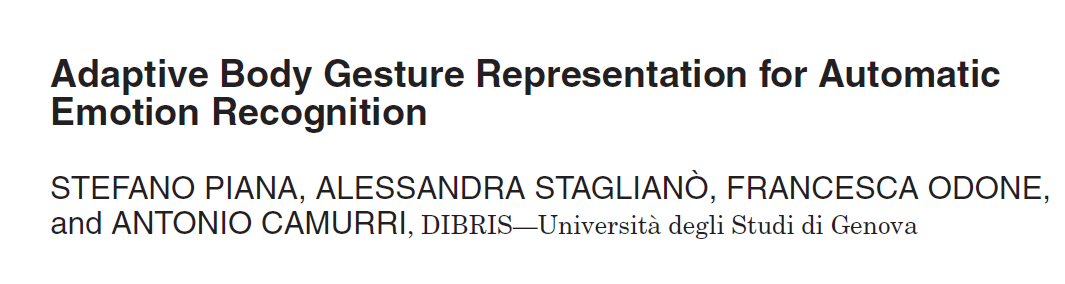 Adaptive Body Gesture Representation for Automatic
Emotion Recognition
STEFANO PIANA, ALESSANDRA STAGLIANÒ, FRANCESCA ODONE,
and ANTONIO CAMURRI, DIBRIS—Università degli Studi di Genova